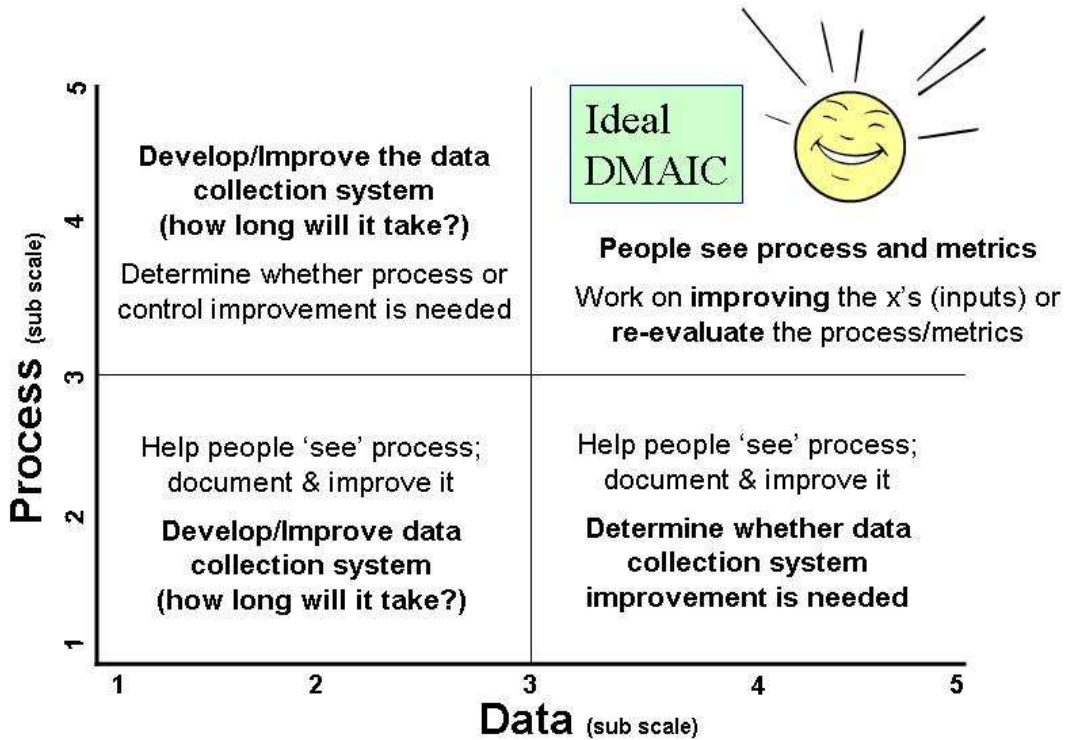 Ideal
DMAIC
Develop/Improve the data
collection system
(how long will it take?)
Determine whether process or
control improvement is needed
People see process and metrics
Work on improving the x's (inputs) or
re-evaluate the process/metrics
Help people ‘see’ process;
document & improve it
Develop/Improve data
collection system
(how long will it take?)
Help people ‘see’ process;
document & improve it
Determine whether data
collection system
improvement is needed
Process (sub scale)
5
4
3
2
1
1 2 3 4 5
Data (sub scale)